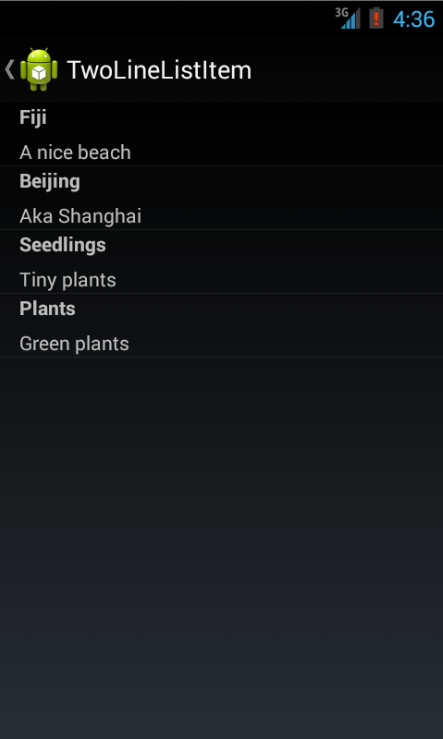 3G 4:36
TwoLineListItem
Fiji
A nice beach
Beijing
Aka Shanghai
Seedlings
Tiny plants
Plants
Green plants